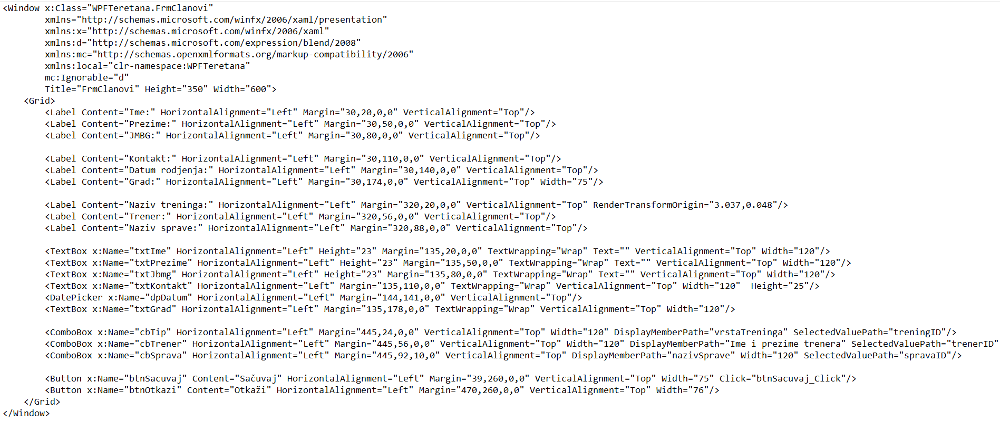 <Window x:Class="WPFTeretana.FrmClanovi"
xmlns="http://schemas.microsoft.com/winfx/2006/xaml/presentation"
xmlns:x="http://schemas.microsoft.com/winfx/2006/xaml"
xmlns:d="http://schemas.microsoft.com/expression/blend/2008"
xmlns:mc="http://schemas.openxmlformats.org/markup-compatibility/2006"
xmlns:local="clr-namespace:WPFTeretana"
mc:Ignorable="d"
Title="FrmClanovi" Height="350" Width="600">
<Grid>
<Label Content="Ime:" HorizontalAlignment="Left" Margin="30,20,0,0" VerticalAlignment="Top"/>
<Label Content="Prezime:" HorizontalAlignment="Left" Margin="30,50,0,0" VerticalAlignment="Top"/>
<Label Content="JMBG:" HorizontalAlignment="Left" Margin="30,80,0,0" VerticalAlignment="Top"/>
<Label Content="Kontakt:" HorizontalAlignment="Left" Margin="30,110,0,0" VerticalAlignment="Top"/>
<Label Content="Datum rodjenja:" HorizontalAlignment="Left" Margin="30,140,0,0" VerticalAlignment="Top"/>
<Label Content="Grad:" HorizontalAlignment="Left" Margin="30,174,0,0" VerticalAlignment="Top" Width="75"/>
<Label Content="Naziv treninga:" HorizontalAlignment="Left" Margin="320,20,0,0" VerticalAlignment="Top" RenderTransformOrigin="3.037,0.048"/>
<Label Content="Trener:" HorizontalAlignment="Left" Margin="320,56,0,0" VerticalAlignment="Top"/>
<Label Content="Naziv sprave:" HorizontalAlignment="Left" Margin="320,88,0,0" VerticalAlignment="Top"/>
<TextBox x:Name="txtIme" HorizontalAlignment="Left" Height="23" Margin="135,20,0,0" TextWrapping="Wrap" Text="" VerticalAlignment="Top" Width="120"/>
<TextBox x:Name="txtPrezime" HorizontalAlignment="Left" Height="23" Margin="135,50,0,0" TextWrapping="Wrap" Text="" VerticalAlignment="Top" Width="120"/>
<TextBox x:Name="txtJbmg" HorizontalAlignment="Left" Height="23" Margin="135,80,0,0" TextWrapping="Wrap" Text="" VerticalAlignment="Top" Width="120"/>
<TextBox x:Name="txtKontakt" HorizontalAlignment="Left" Margin="135,110,0,0" TextWrapping="Wrap" VerticalAlignment="Top" Width="120"  Height="25"/>
<DatePicker x:Name="dpDatum" HorizontalAlignment="Left" Margin="144,141,0,0" VerticalAlignment="Top"/>
<TextBox x:Name="txtGrad" HorizontalAlignment="Left" Margin="135,178,0,0" TextWrapping="Wrap" VerticalAlignment="Top" Width="120"/>
<ComboBox x:Name="cbTip" HorizontalAlignment="Left" Margin="445,24,0,0" VerticalAlignment="Top" Width="120" DisplayMemberPath="vrstaTreninga" SelectedValuePath="treningID"/>
<ComboBox x:Name="cbTrener" HorizontalAlignment="Left" Margin="445,56,0,0" VerticalAlignment="Top" Width="120" DisplayMemberPath="Ime i prezime trenera" SelectedValuePath="trenerID"
<ComboBox x:Name="cbSprava" HorizontalAlignment="Left" Margin="445,92,10,0" VerticalAlignment="Top" DisplayMemberPath="nazivSprave" Width="120" SelectedValuePath="spravaID"/>
<Button x:Name="btnSacuvaj" Content="Sačuvaj" HorizontalAlignment="Left" Margin="39,260,0,0" VerticalAlignment="Top" Width="75" Click="btnSacuvaj_Click"/>
<Button x:Name="btnOtkazi" Content="Otkaži" HorizontalAlignment="Left" Margin="470,260,0,0" VerticalAlignment="Top" Width="76"/>
</Grid>
</Window>